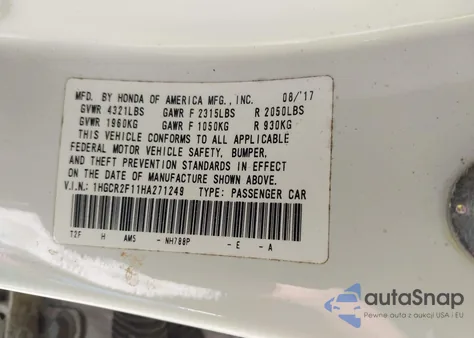 MFD. BY HONDA OF AMERICA MFG., INC. 08/'17
GVWR 4321LBS GAWR F 2315LBS R 2050LBS
GVWR 1960KG GAWR F 1050KG R 930KG
THIS VEHICLE CONFORMS TO ALL APPLICABLE
FEDERAL MOTOR VEHICLE SAFETY, BUMPER,
AND THEFT PREVENTION STANDARDS IN EFFECT
ON THE DATE OF MANUFACTURE SHOWN ABOVE.
V.I.N.: 1HGCR2F11HA271249 TYPE: PASSENGER CAR
T2F H AM5 - NH788P - E - A
autoSnap
Pewne auta z aukcji USA i EU